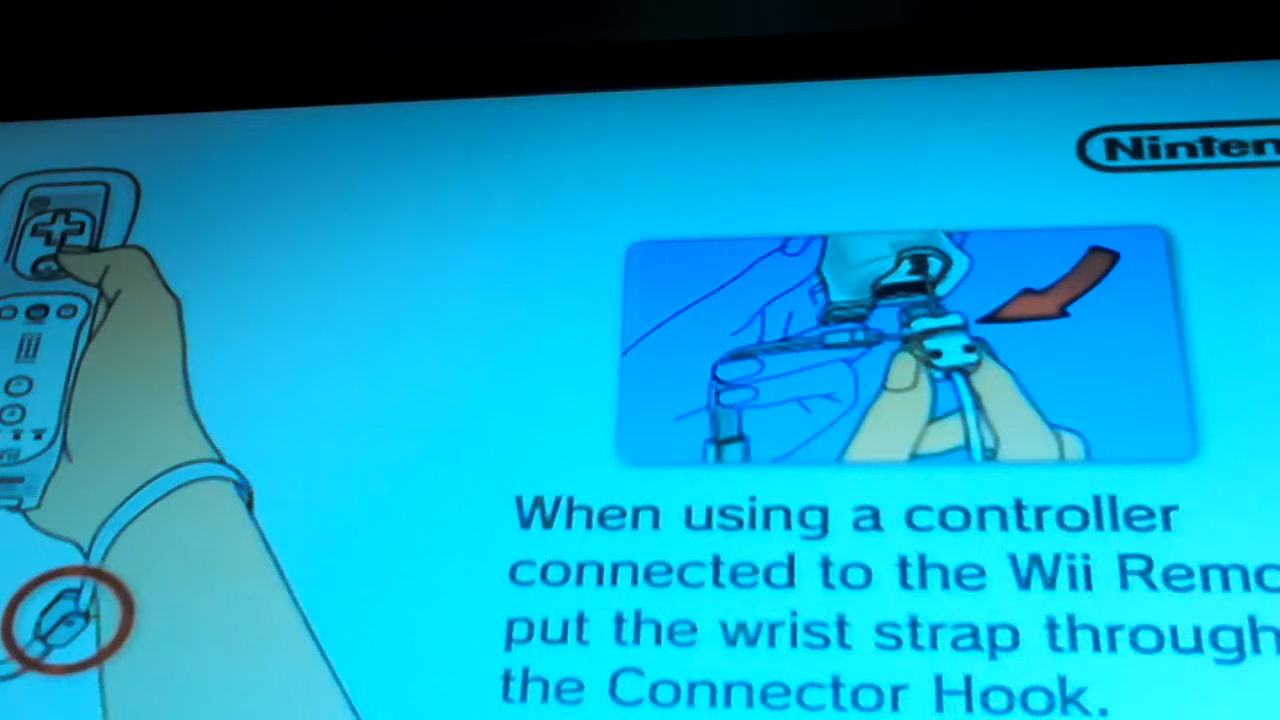 Ninten
When using a controller
connected to the Wii Remo
put the wrist strap through
the Connector Hook.